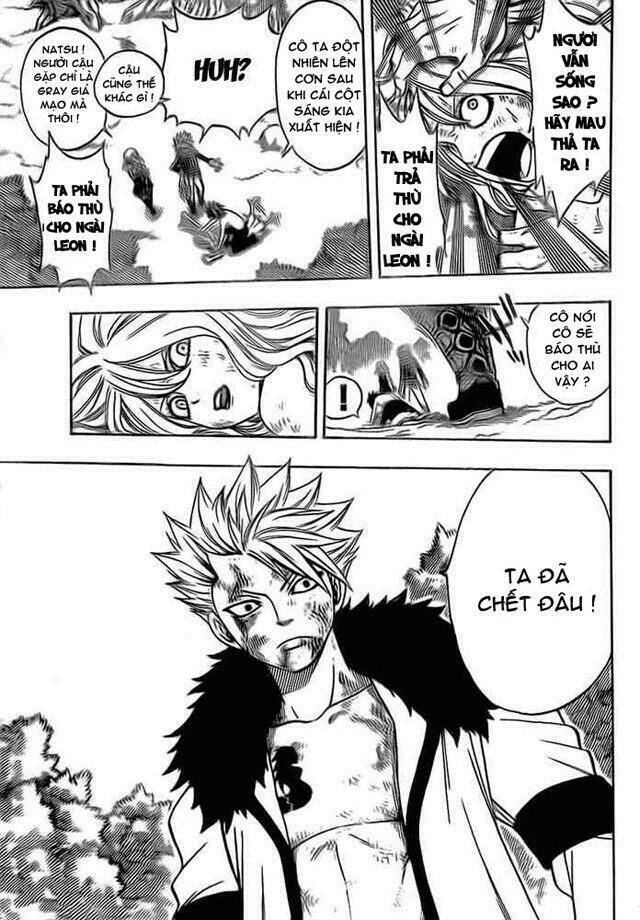 NGƯƠI
VẪN
SỐNG
SAO ?
HÃY MAU
THẢ TA
RA !
TA PHẢI
TRẢ
THÙ
CHO
NGÀI
LEON !
CÔ TA ĐỘT
NHIÊN LÊN
CƠN SAU
KHI CÁI CỘT
SÁNG KIA
XUẤT HIỆN !
HUH?
CẬU
CŨNG THẾ
KHÁC GÌ !
NATSU !
NGƯỜI CẬU
GẶP CHỈ LÀ
GRAY GIẢ
MẠO MÀ
THÔI !
TA PHẢI
BÁO THÙ
CHO NGÀI
LEON !
CÔ NÓI
CÔ SẼ
BÁO THÙ
CHO AI
VẬY ?
!
TA ĐÃ
CHẾT ĐÂU !